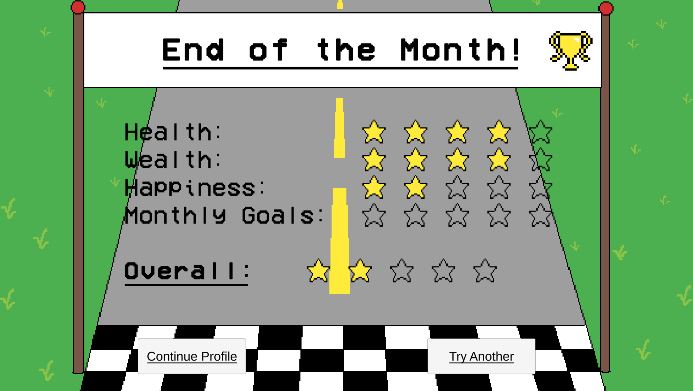 End of the Month!
Health:
Wealth:
Happiness:
Monthly Goals:
Overall:
Continue Profile
Try Another